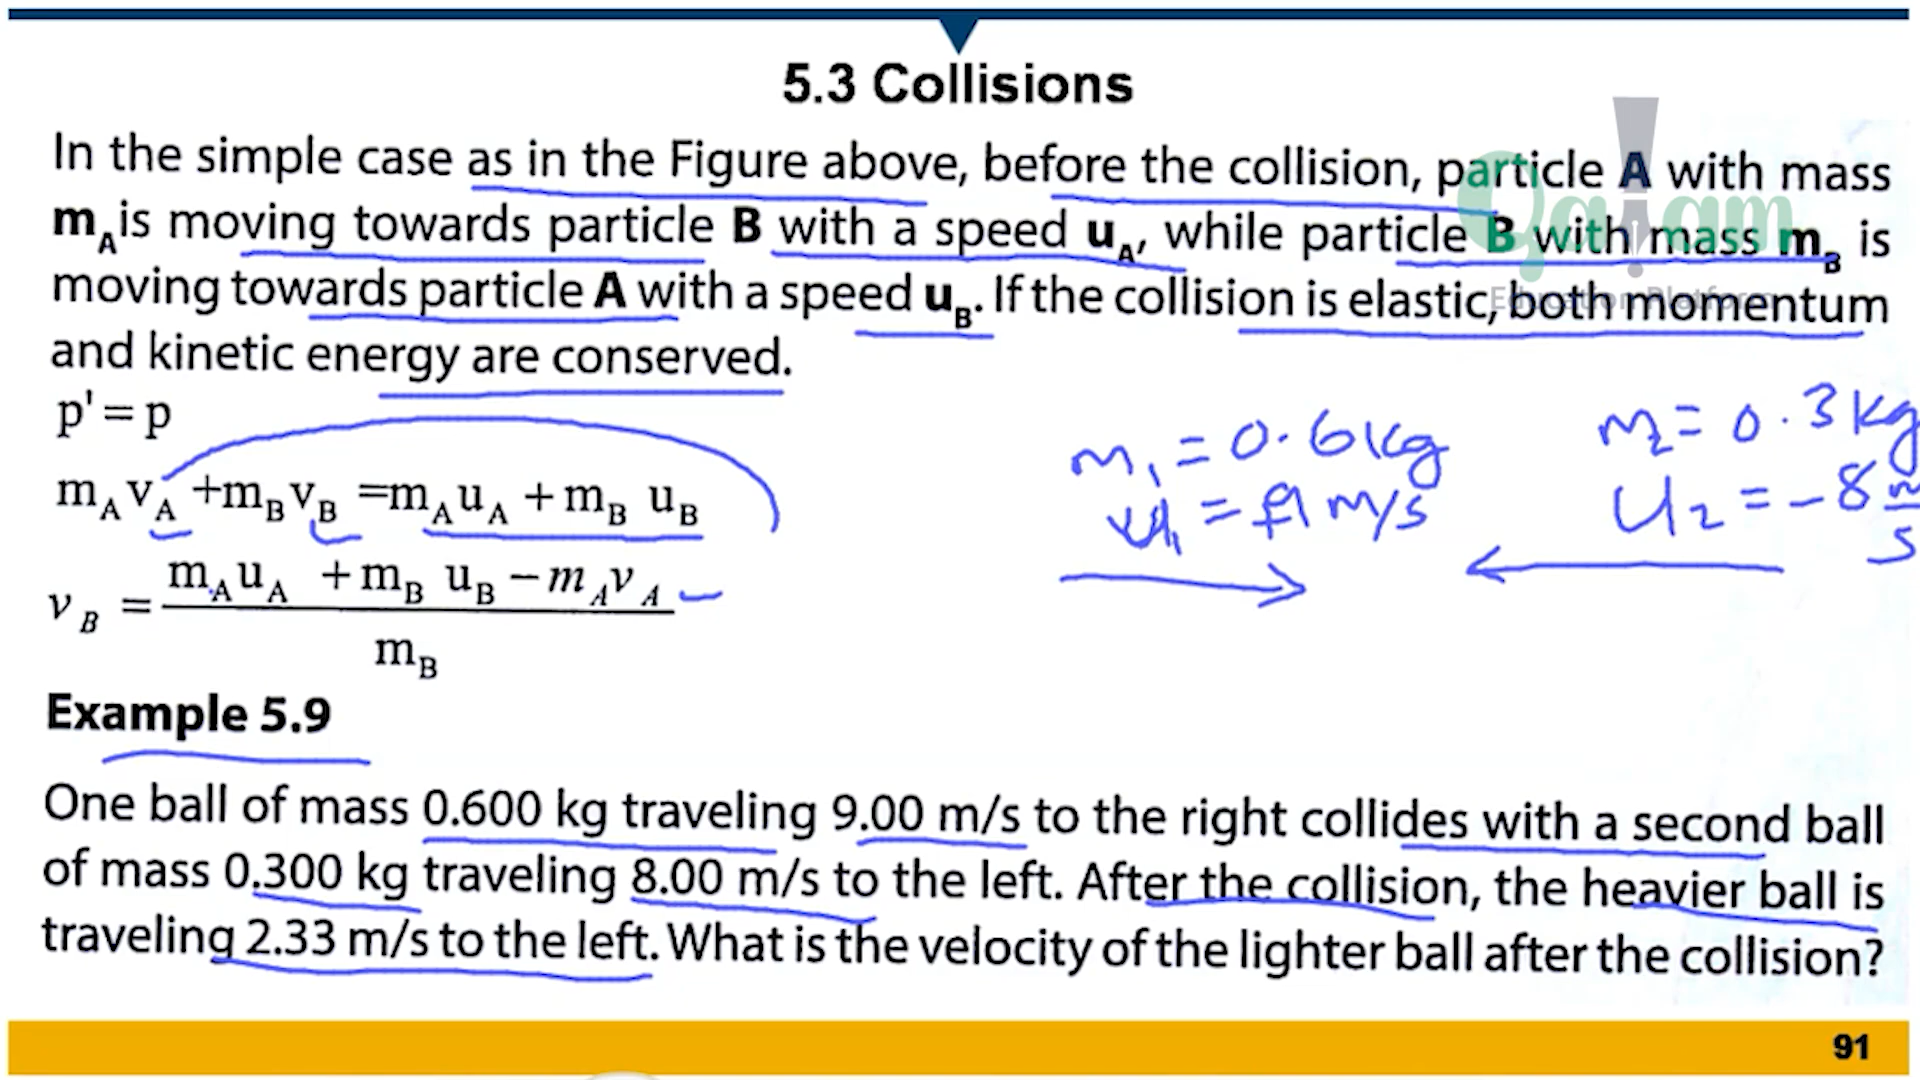 5.3 Collisions
In the simple case as in the Figure above, before the collision, particle A with mass
mA is moving towards particle B with a speed uA, while particle B with mass mB is
moving towards particle A with a speed uB. If the collision is elastic, both momentum
and kinetic energy are conserved.
Qalam
Education Platform
p' = p
mAvA +mBvB =mAuA + mB uB
vB = (mAuA + mB uB − mAvA) / mB
m1 = 0.6 kg
m2 = 0.3 kg
= 9 m/s
U2 = -8 m/s
Example 5.9
One ball of mass 0.600 kg traveling 9.00 m/s to the right collides with a second ball
of mass 0.300 kg traveling 8.00 m/s to the left. After the collision, the heavier ball is
traveling 2.33 m/s to the left. What is the velocity of the lighter ball after the collision?
91